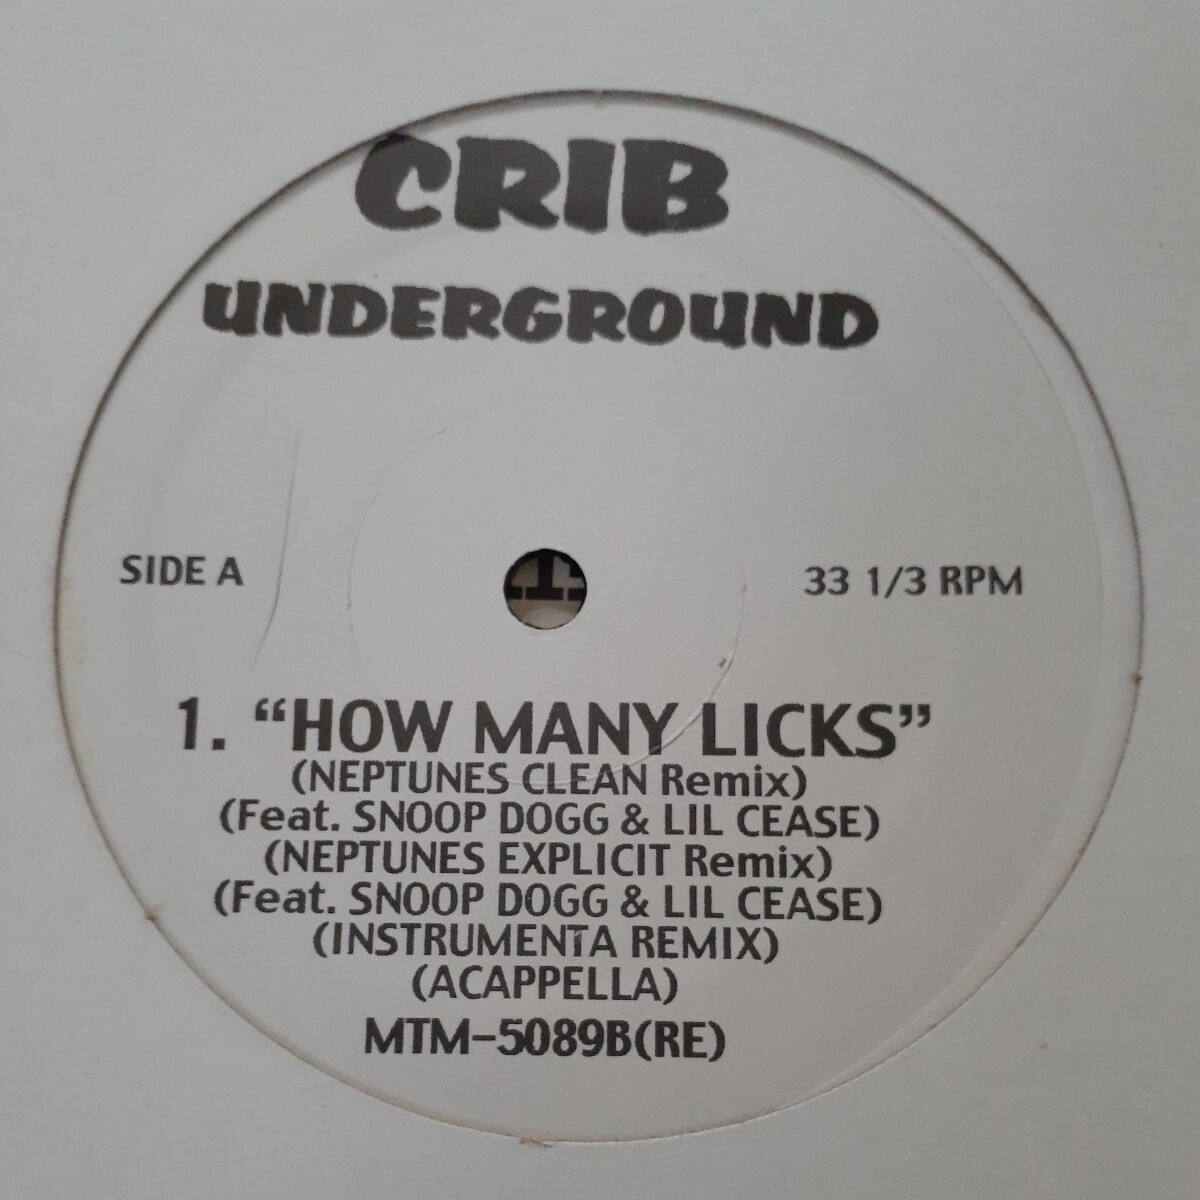 CRIB
UNDERGROUND
SIDE A
33 1/3 RPM
1. “HOW MANY LICKS”
(NEPTUNES CLEAN Remix)
(Feat. SNOOP DOGG & LIL CEASE)
(NEPTUNES EXPLICIT Remix)
(Feat. SNOOP DOGG & LIL CEASE)
(INSTRUMENTA REMIX)
(ACAPPELLA)
MTM-5089B(RE)